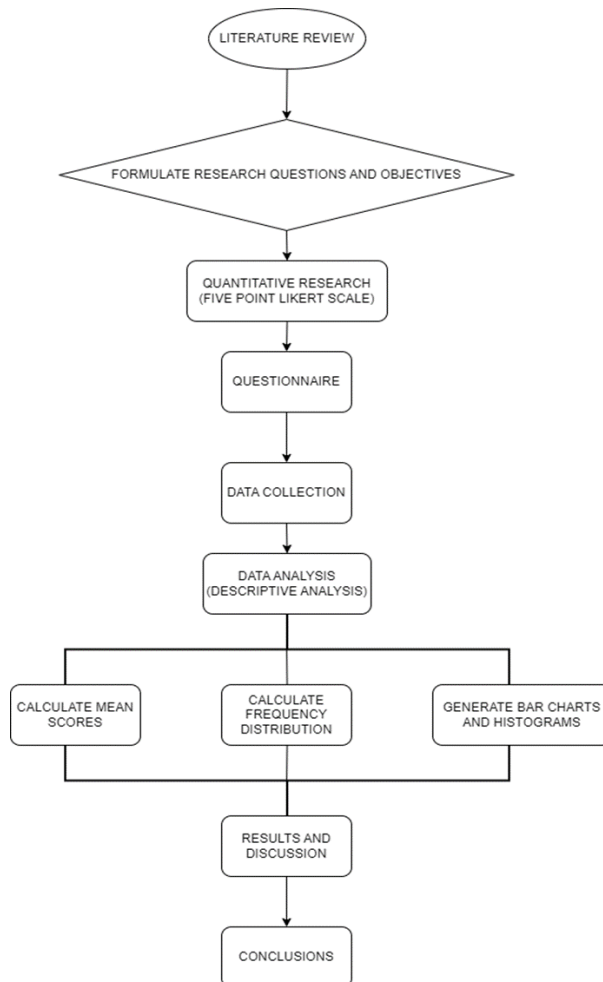 LITERATURE REVIEW
FORMULATE RESEARCH QUESTIONS AND OBJECTIVES
QUANTITATIVE RESEARCH
(FIVE POINT LIKERT SCALE)
QUESTIONNAIRE
DATA COLLECTION
DATA ANALYSIS
(DESCRIPTIVE ANALYSIS)
CALCULATE MEAN
SCORES
CALCULATE
FREQUENCY
DISTRIBUTION
GENERATE BAR CHARTS
AND HISTOGRAMS
RESULTS AND
DISCUSSION
CONCLUSIONS